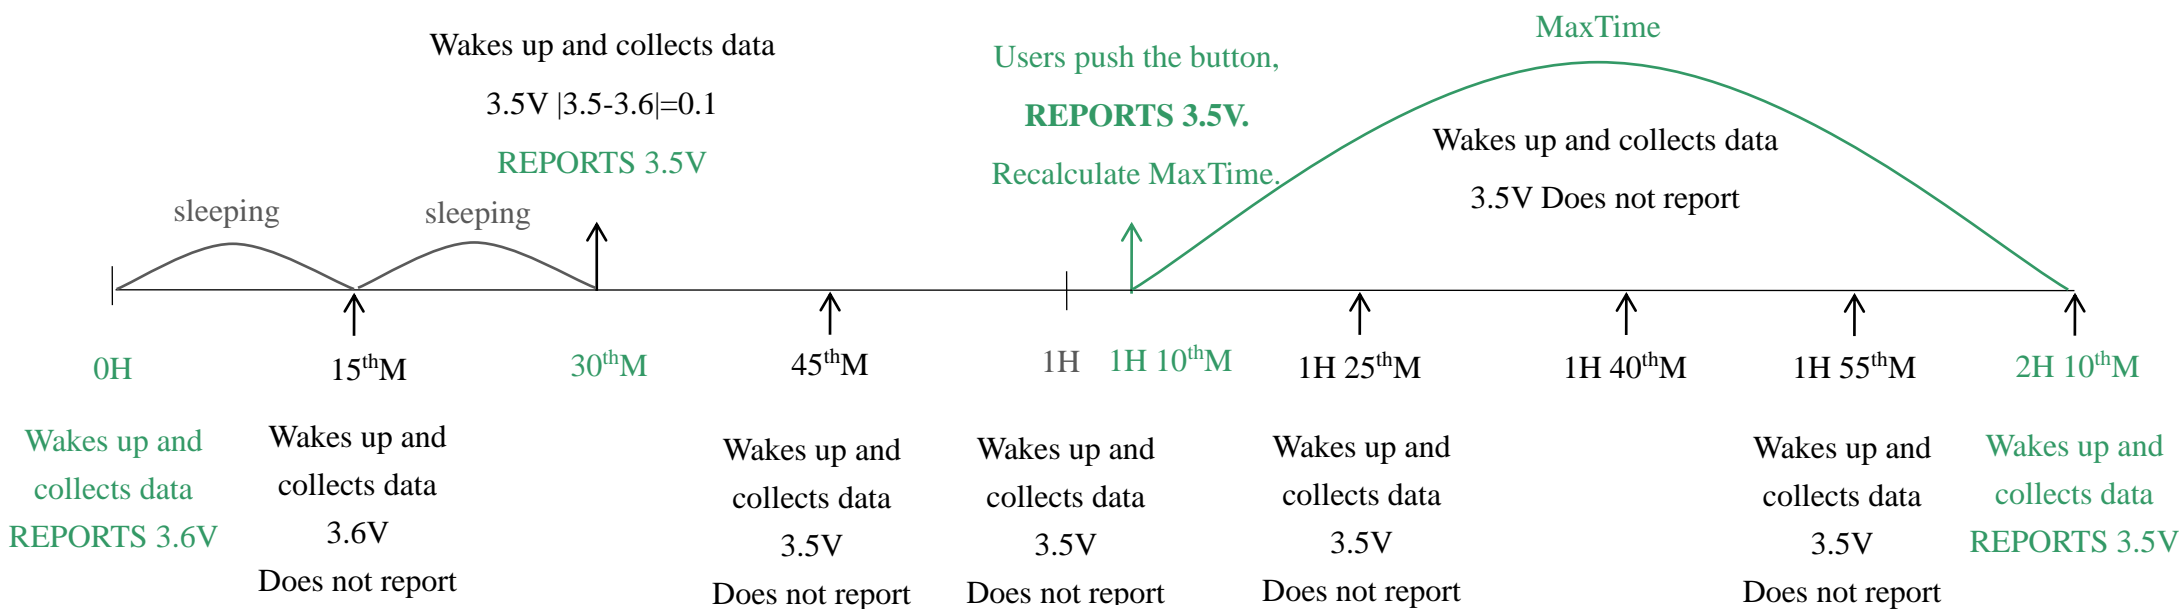 MaxTime
Wakes up and collects data
3.5V |3.5-3.6|=0.1
REPORTS 3.5V
Users push the button,
REPORTS 3.5V.
Recalculate MaxTime.
Wakes up and collects data
3.5V Does not report
sleeping
sleeping
0H
15thM
30thM
45thM
1H
1H 10thM
1H 25thM
1H 40thM
1H 55thM
2H 10thM
Wakes up and
collects data
REPORTS 3.6V
Wakes up and
collects data
3.6V
Does not report
Wakes up and
collects data
3.5V
Does not report
Wakes up and
collects data
3.5V
Does not report
Wakes up and
collects data
3.5V
Does not report
Wakes up and
collects data
3.5V
Does not report
Wakes up and
collects data
REPORTS 3.5V